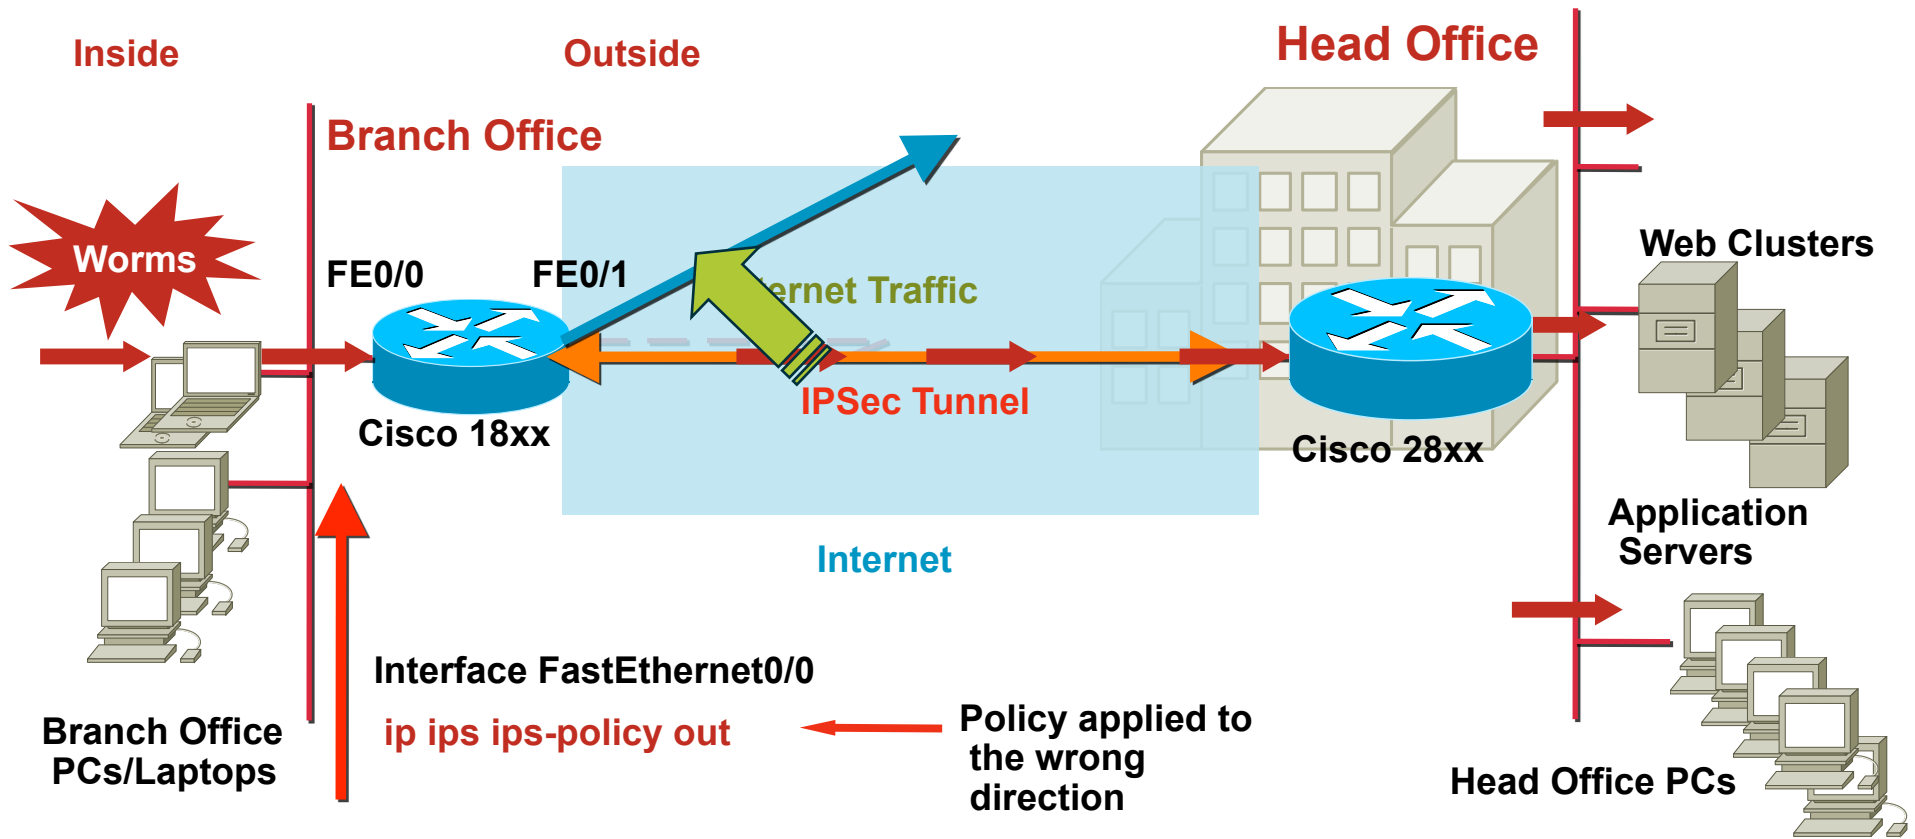 Inside
Outside
Head Office
Branch Office
Worms
FE0/0
FE0/1
ernet Traffic
Web Clusters
IPSec Tunnel
Cisco 18xx
Cisco 28xx
Application
Servers
Internet
Interface FastEthernet0/0
ip ips ips-policy out
Policy applied to
the wrong
direction
Branch Office
PCs/Laptops
Head Office PCs